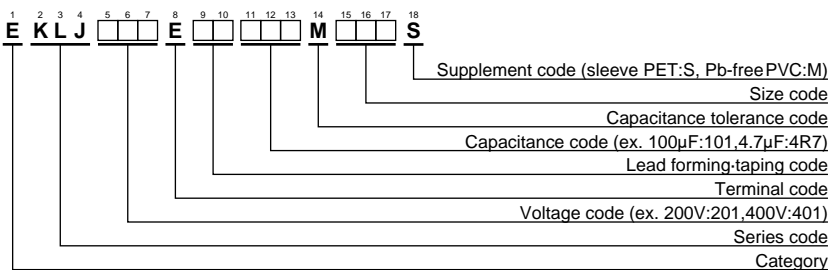 1 2 3 4 5 6 7 8 9 10 11 12 13 14 15 16 17 18
E KLJ □□□ E □□ □□□ M □□□ S
Supplement code (sleeve PET:S, Pb-free PVC:M)
Size code
Capacitance tolerance code
Capacitance code (ex. 100μF:101,4.7μF:4R7)
Lead forming·taping code
Terminal code
Voltage code (ex. 200V:201,400V:401)
Series code
Category